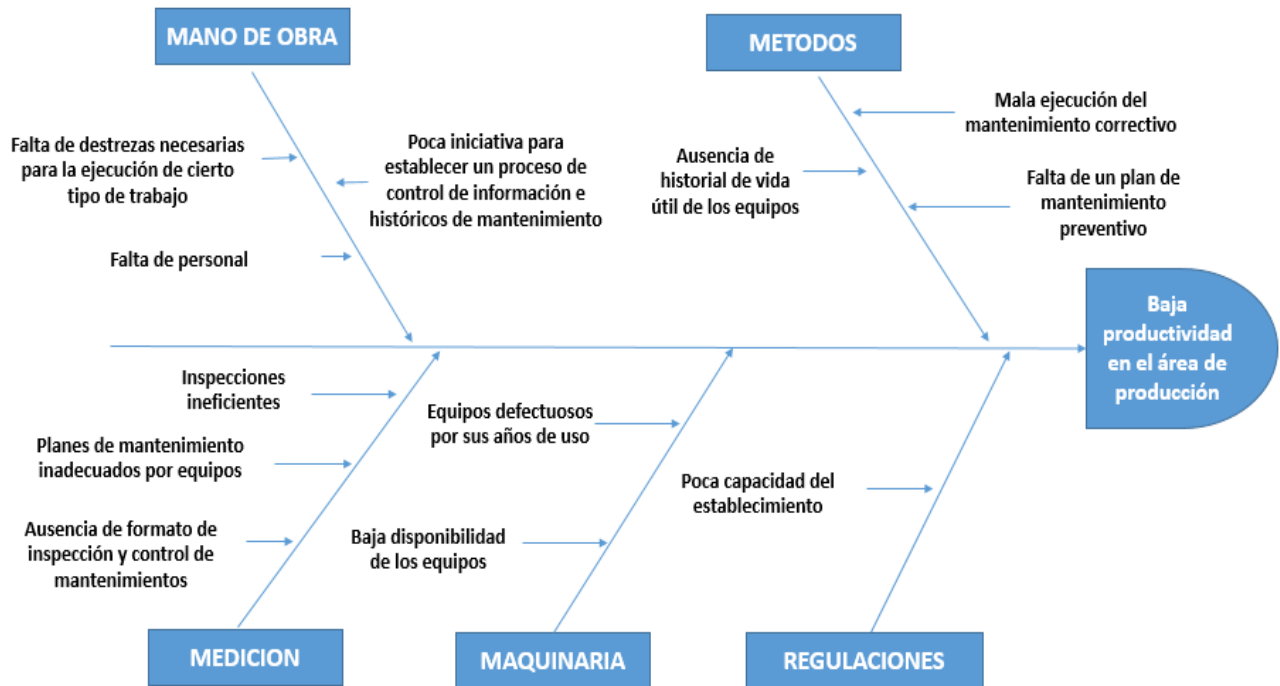 MANO DE OBRA
METODOS
Falta de destrezas necesarias
para la ejecución de cierto
tipo de trabajo
Poca iniciativa para
establecer un proceso de
control de información e
históricos de mantenimiento
Falta de personal
Mala ejecución del
mantenimiento correctivo
Ausencia de
historial de vida
útil de los equipos
Falta de un plan de
mantenimiento
preventivo
Baja
productividad
en el área de
producción
Inspecciones
ineficientes
Planes de mantenimiento
inadecuados por equipos
Ausencia de formato de
inspección y control de
mantenimientos
Equipos defectuosos
por sus años de uso
Baja disponibilidad
de los equipos
Poca capacidad del
establecimiento
MEDICION
MAQUINARIA
REGULACIONES